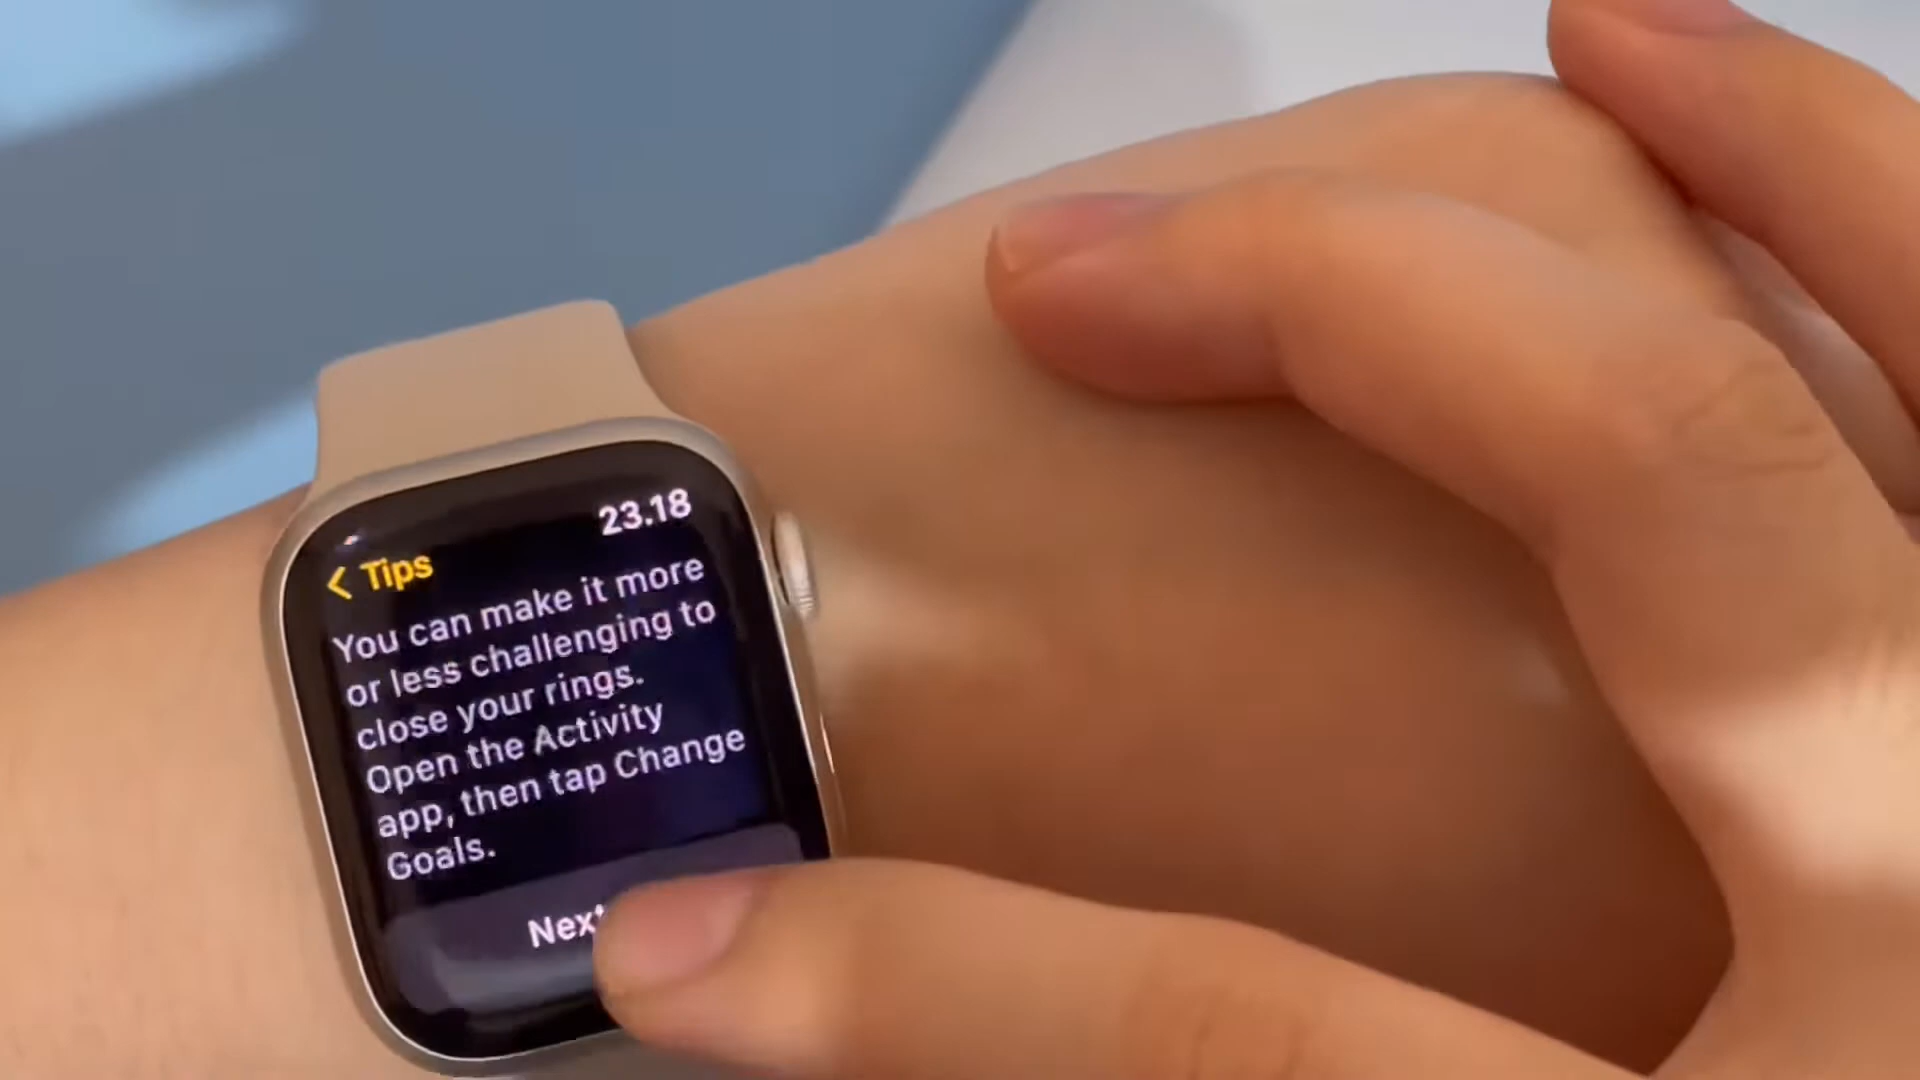 23.18
< Tips
You can make it more
or less challenging to
close your rings.
Open the Activity
app, then tap Change
Goals.
Next